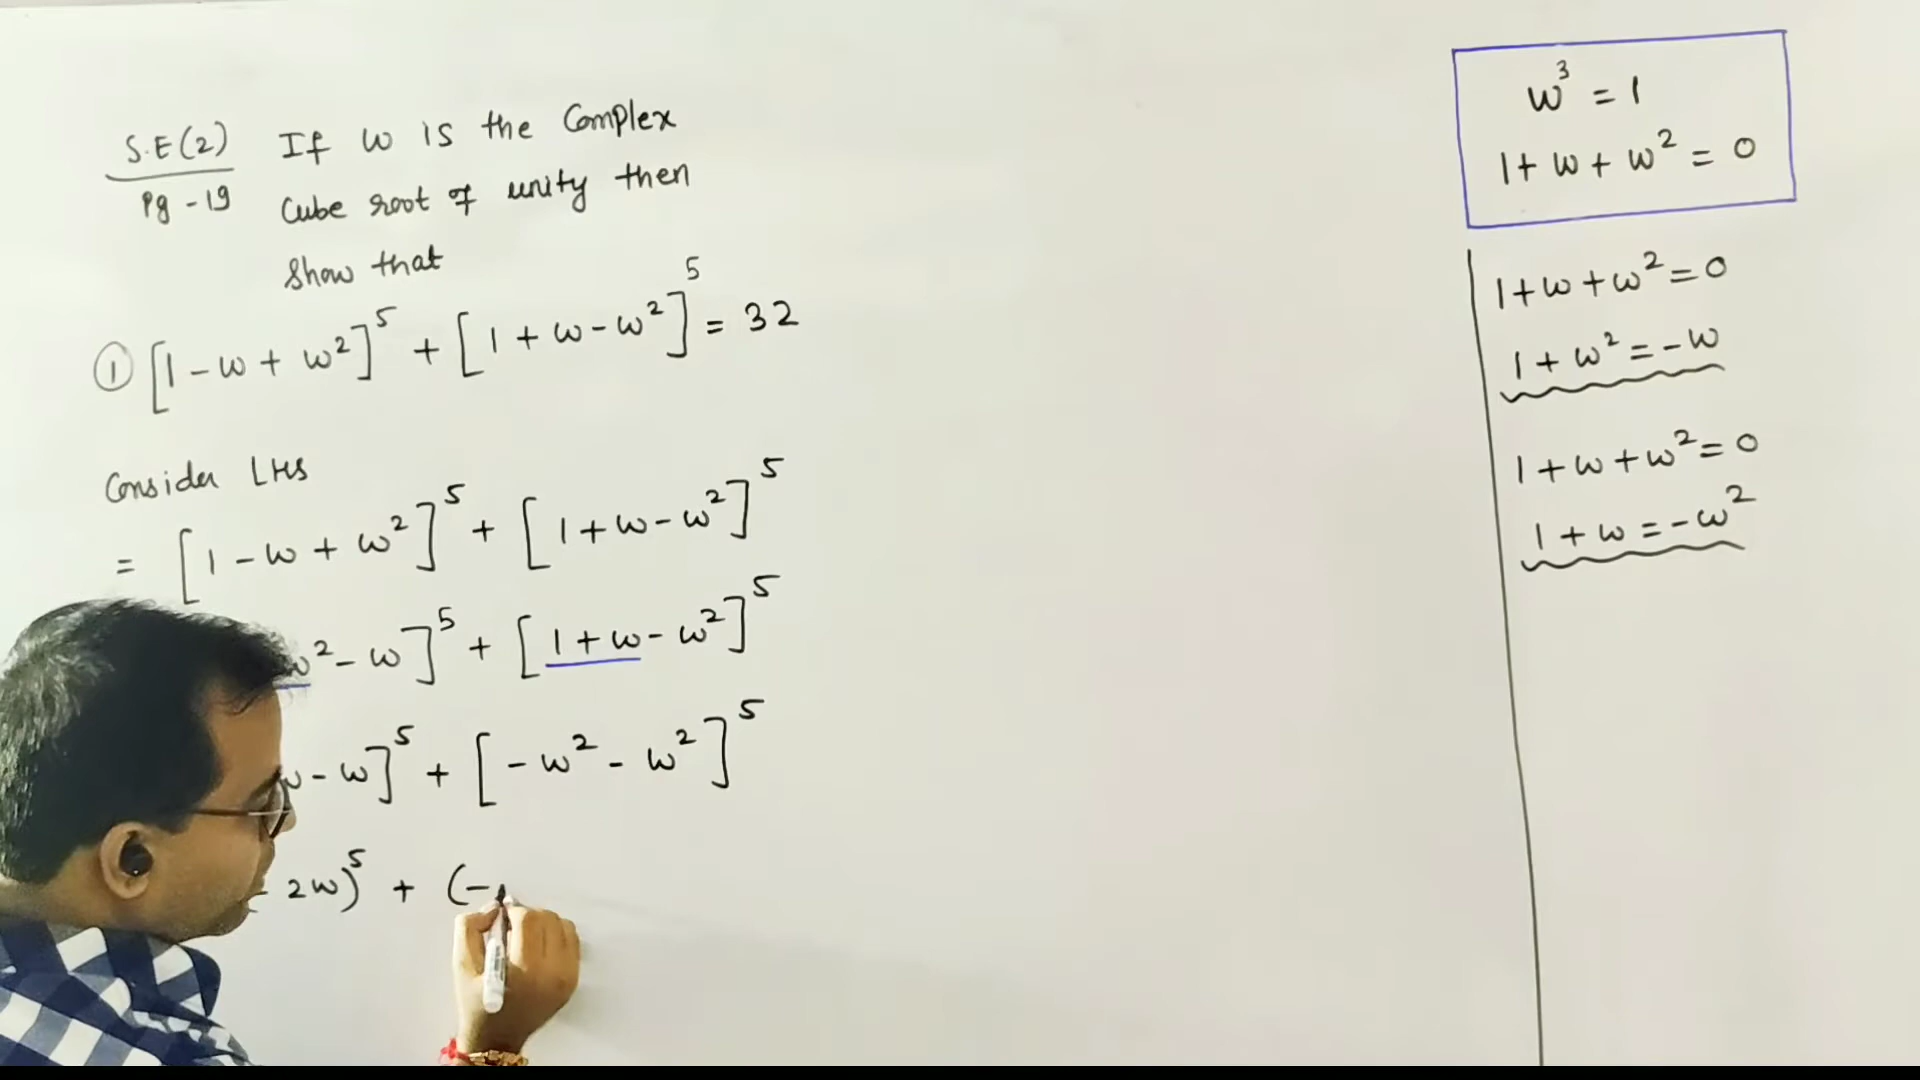 S.E(2) If ω is the Complex
Pg - 19 Cube root of unity then
Show that
① [1 - ω + ω²]⁵ + [1 + ω - ω²]⁵ = 32
Consider LHS
= [1 - ω + ω²]⁵ + [1 + ω - ω²]⁵
ω² - ω]⁵ + [1 + ω - ω²]⁵
ω - ω]⁵ + [- ω² - ω²]⁵
- 2ω)⁵ + (-
ω³ = 1
1 + ω + ω² = 0
1 + ω + ω² = 0
1 + ω² = - ω
1 + ω + ω² = 0
1 + ω = - ω²